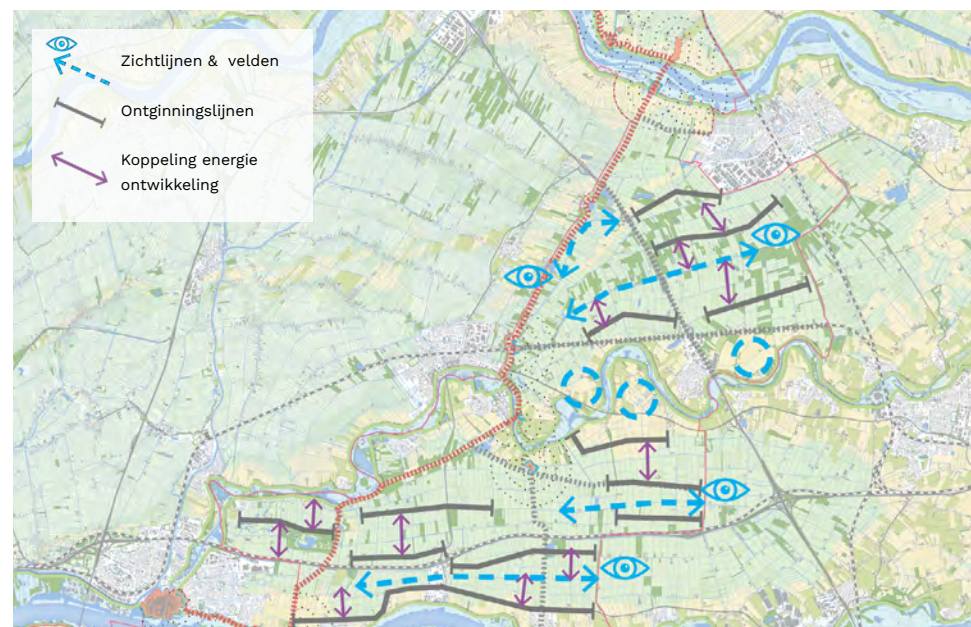 Zichtlijnen & velden
Ontginningslijnen
Koppeling energie
ontwikkeling